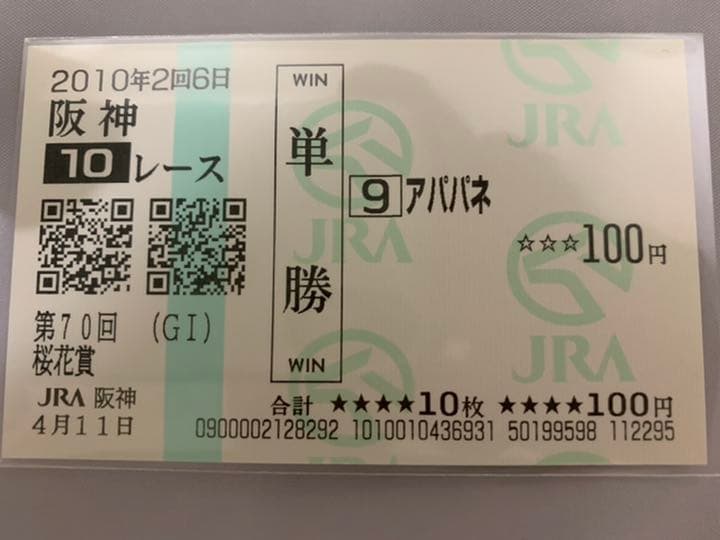 2010年2回6日
阪神
10レース
第70回 (GI)
桜花賞
JRA 阪神
4月11日
WIN
単勝
WIN
9 アパパネ
☆☆☆100円
合計 ★★★★10枚 ★★★★100円
0900002128292 1010010436931 50199598 112295
JRA
JRA
JRA